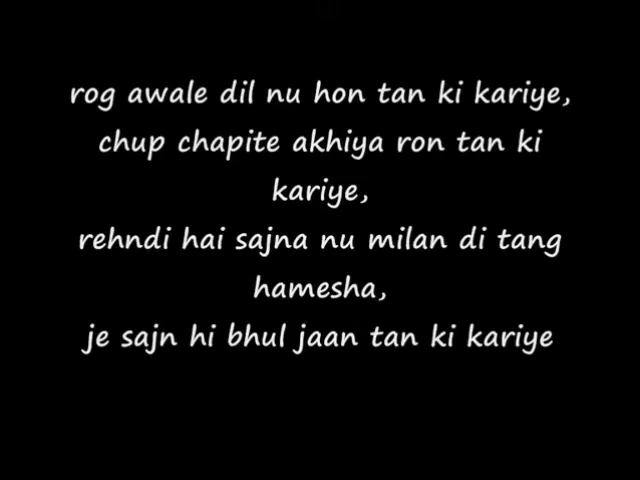 rog awale dil nu hon tan ki kariye,
chup chapite akhiya ron tan ki
kariye,
rehndi hai sajna nu milan di tang
hamesha,
je sajn hi bhul jaan tan ki kariye